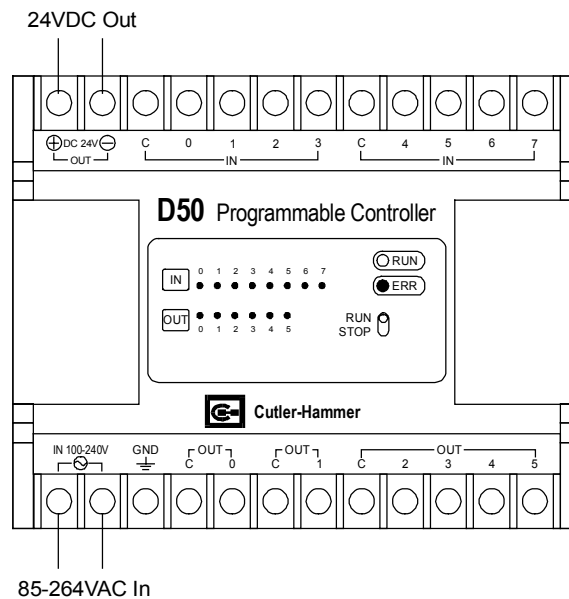 24VDC Out
DC 24V C 0 1 2 3 C 4 5 6 7
OUT IN IN
D50 Programmable Controller
RUN
0 1 2 3 4 5 6 7
IN
ERR
OUT
RUN
STOP
0 1 2 3 4 5
Cutler-Hammer
IN 100-240V GND OUT OUT OUT
C 0 C 1 C 2 3 4 5
85-264VAC In